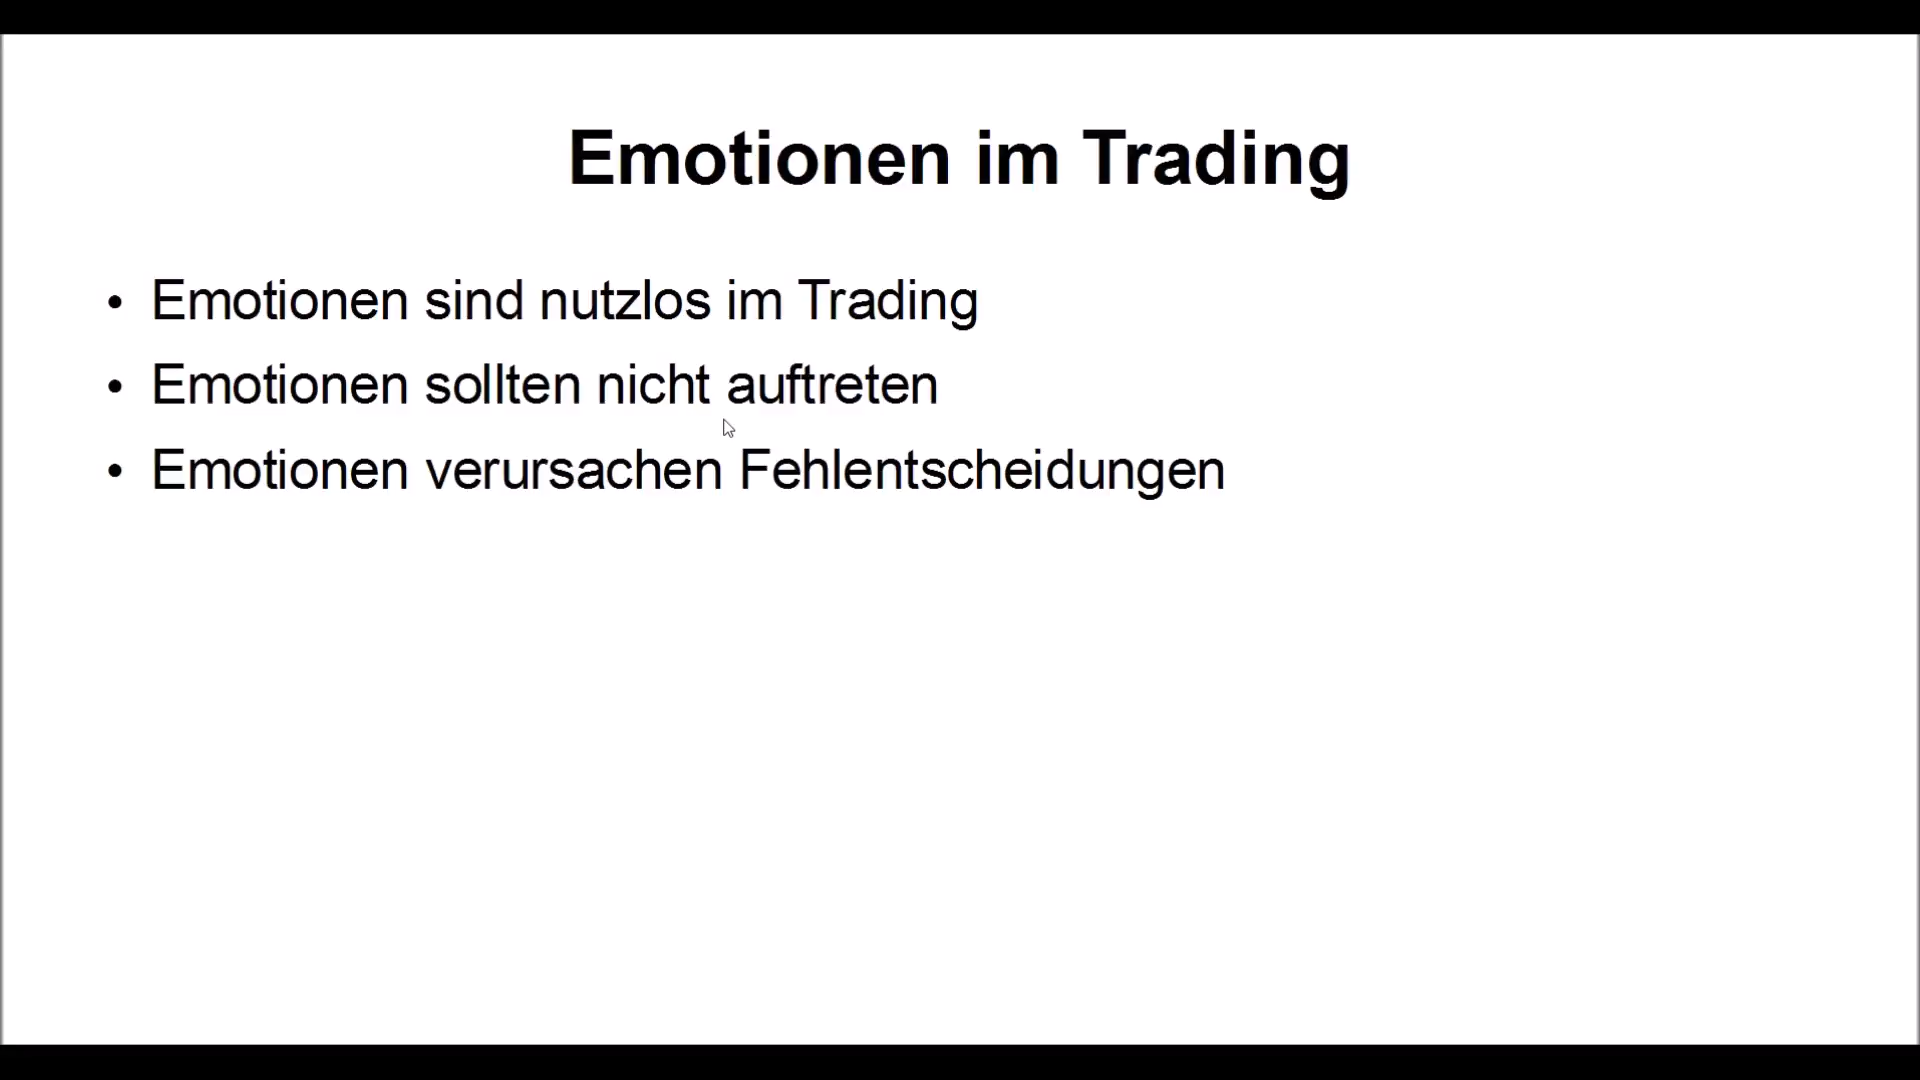 Emotionen im Trading
• Emotionen sind nutzlos im Trading
• Emotionen sollten nicht auftreten
• Emotionen verursachen Fehlentscheidungen